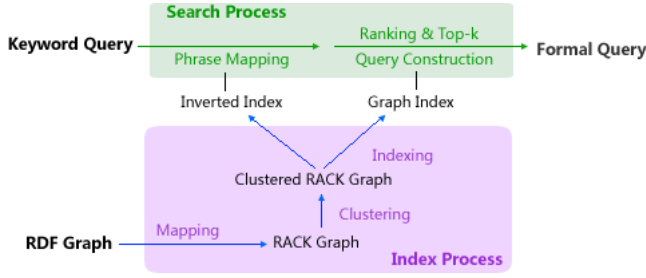 Search Process
Keyword Query
Ranking & Top-k
Formal Query
Phrase Mapping
Query Construction
Inverted Index
Graph Index
Indexing
Clustered RACK Graph
Clustering
Mapping
RDF Graph
RACK Graph
Index Process